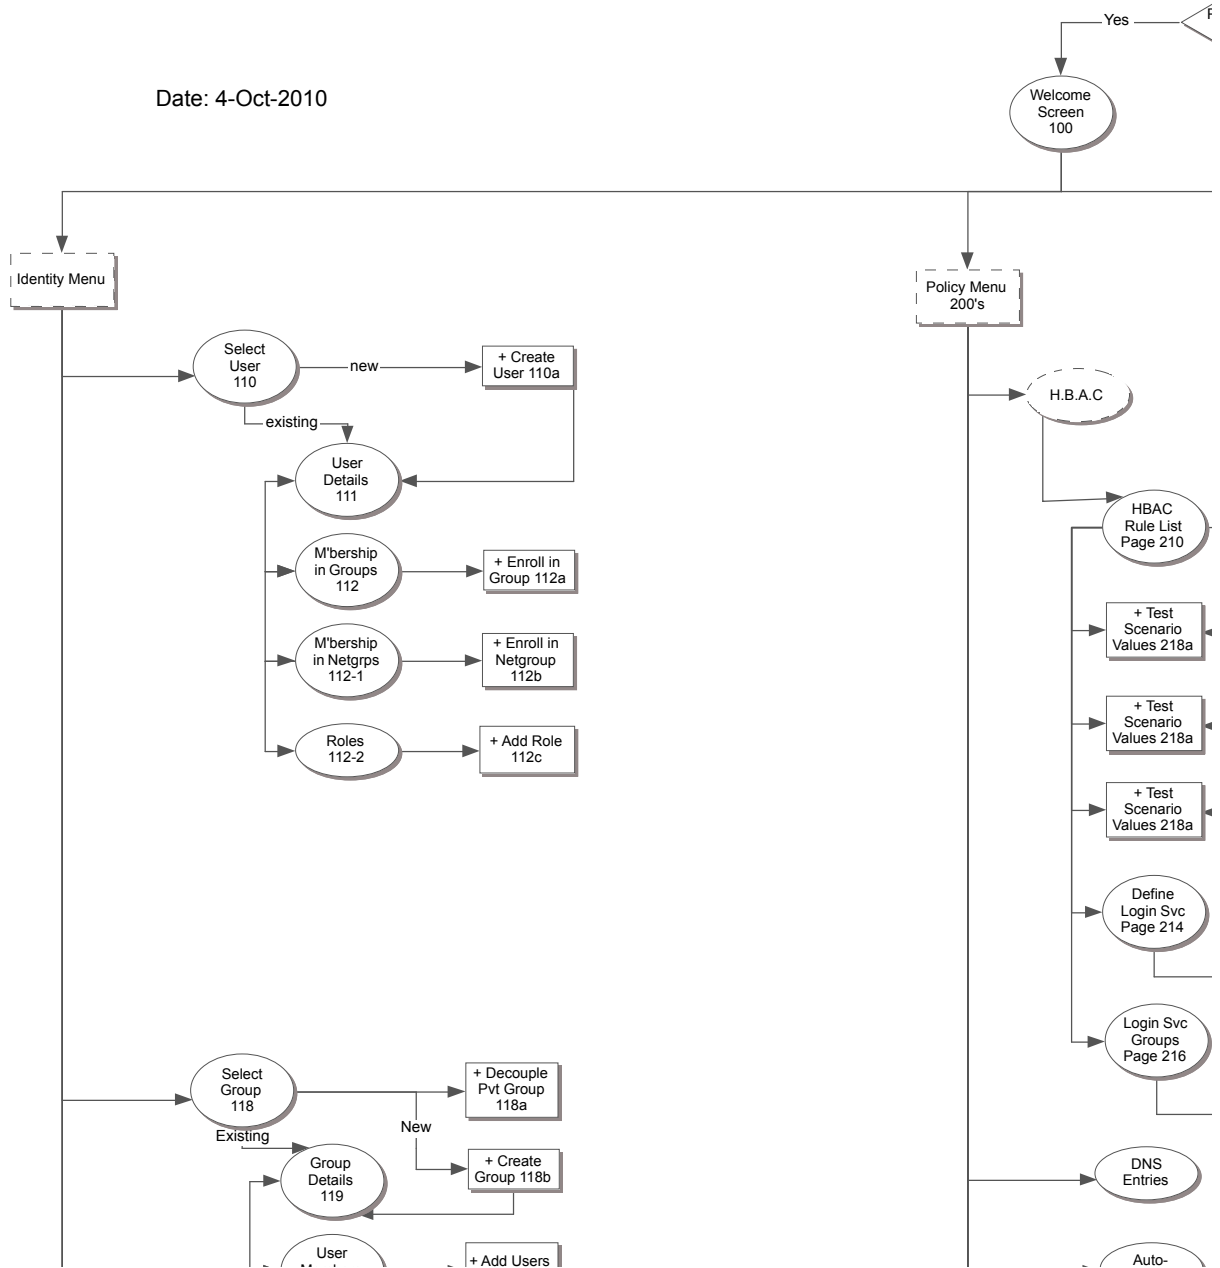 Yes
Date: 4-Oct-2010
Welcome
Screen
100
Identity Menu
Policy Menu
200's
Select
User
110
new
+ Create
User 110a
existing
User
Details
111
M'bership
in Groups
112
+ Enroll in
Group 112a
M'bership
in Netgrps
112-1
+ Enroll in
Netgroup
112b
Roles
112-2
+ Add Role
112c
H.B.A.C
HBAC
Rule List
Page 210
+ Test
Scenario
Values 218a
+ Test
Scenario
Values 218a
+ Test
Scenario
Values 218a
Define
Login Svc
Page 214
Login Svc
Groups
Page 216
Select
Group
118
+ Decouple
Pvt Group
118a
Existing
New
+ Create
Group 118b
Group
Details
119
DNS
Entries
User
+ Add Users
Auto-